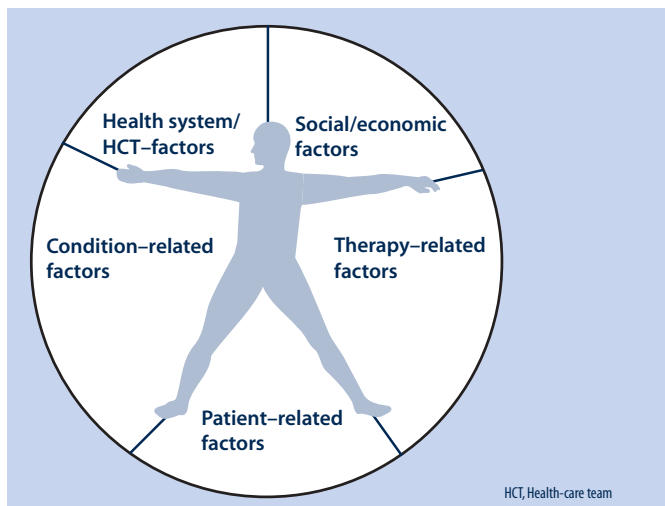 Health system/
HCT–factors
Social/economic
factors
Condition–related
factors
Therapy–related
factors
Patient–related
factors
HCT, Health-care team